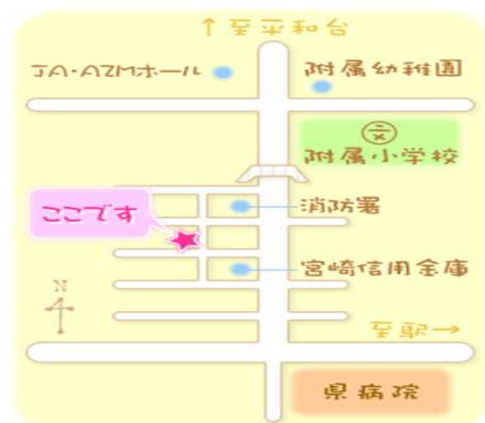 ↑至平和台
JA・AZMホール
附属幼稚園
文
附属小学校
消防署
ここです
宮崎信用金庫
N
至駅→
県病院